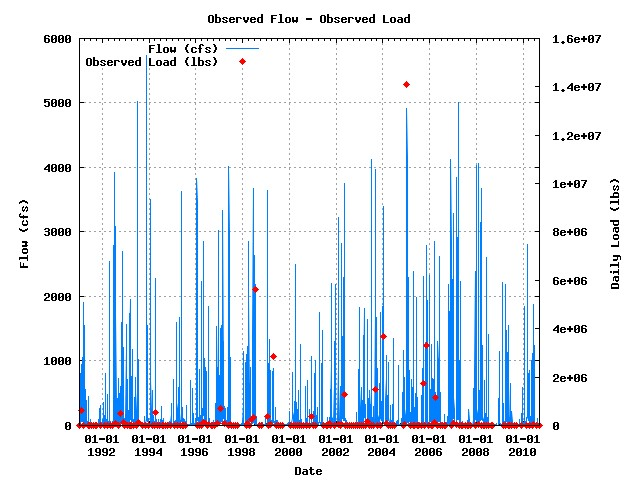 Observed Flow - Observed Load
Flow (cfs)
Observed Load (lbs)
6000
5000
4000
3000
2000
1000
0
Flow (cfs)
1.6e+07
1.4e+07
1.2e+07
1e+07
8e+06
6e+06
4e+06
2e+06
0
Daily Load (lbs)
01-01 01-01 01-01 01-01 01-01 01-01 01-01 01-01 01-01 01-01
1992 1994 1996 1998 2000 2002 2004 2006 2008 2010
Date